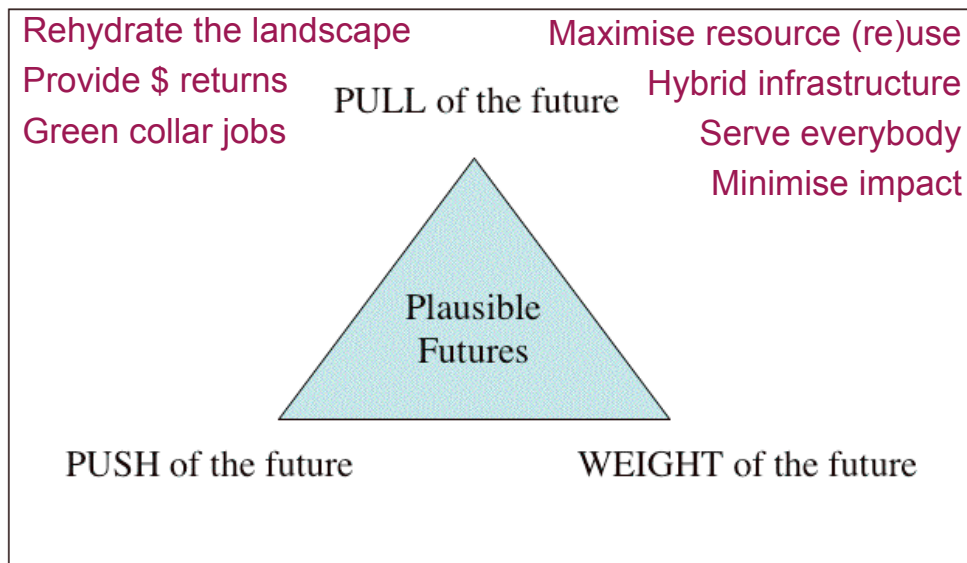 Rehydrate the landscape
Provide $ returns
Green collar jobs
Maximise resource (re)use
Hybrid infrastructure
Serve everybody
Minimise impact
PULL of the future
Plausible
Futures
PUSH of the future
WEIGHT of the future